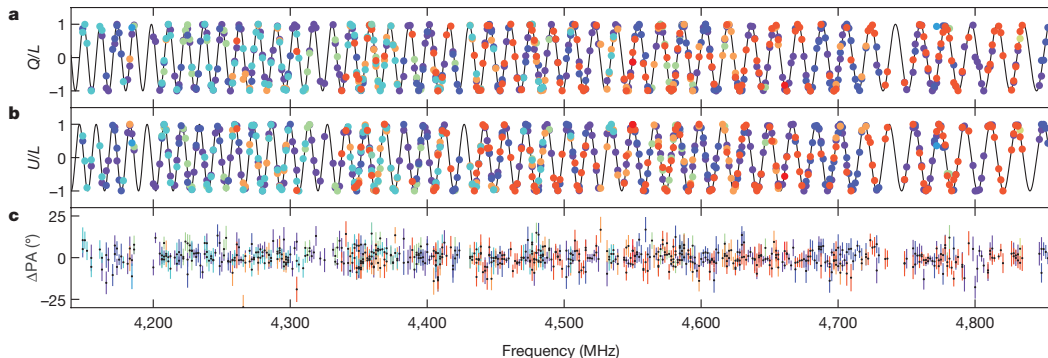 a
Q/L
1
0
−1
b
U/L
1
0
−1
c
ΔPA (°)
25
0
−25
4,200 4,300 4,400 4,500 4,600 4,700 4,800
Frequency (MHz)